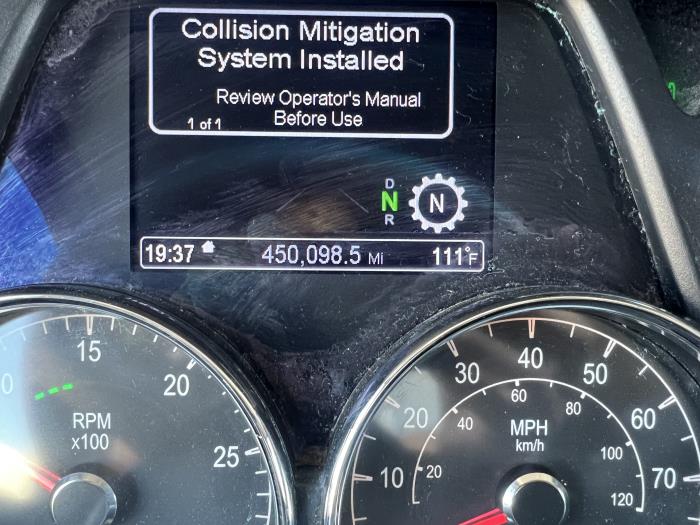 Collision Mitigation
System Installed
Review Operator's Manual
1 of 1 Before Use
D
N N
R
19:37 450,098.5 Mi 111°F
15
20
25
RPM
x100
10
20
30
40
50
60
70
MPH
km/h
20
40
60
80
100
120